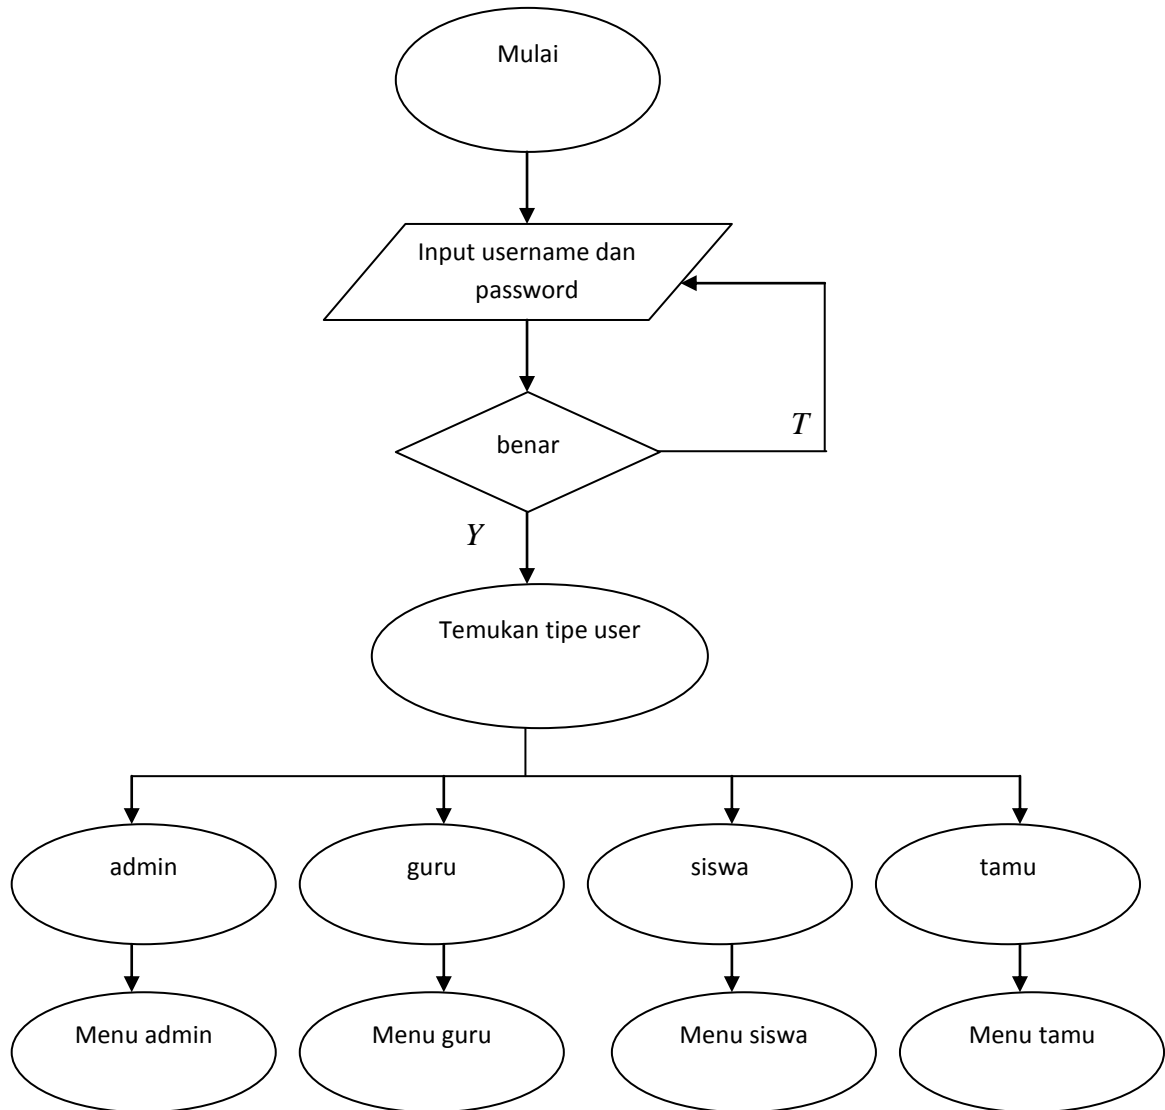 Mulai
Input username dan
password
benar
T
Y
Temukan tipe user
admin
guru
siswa
tamu
Menu admin
Menu guru
Menu siswa
Menu tamu